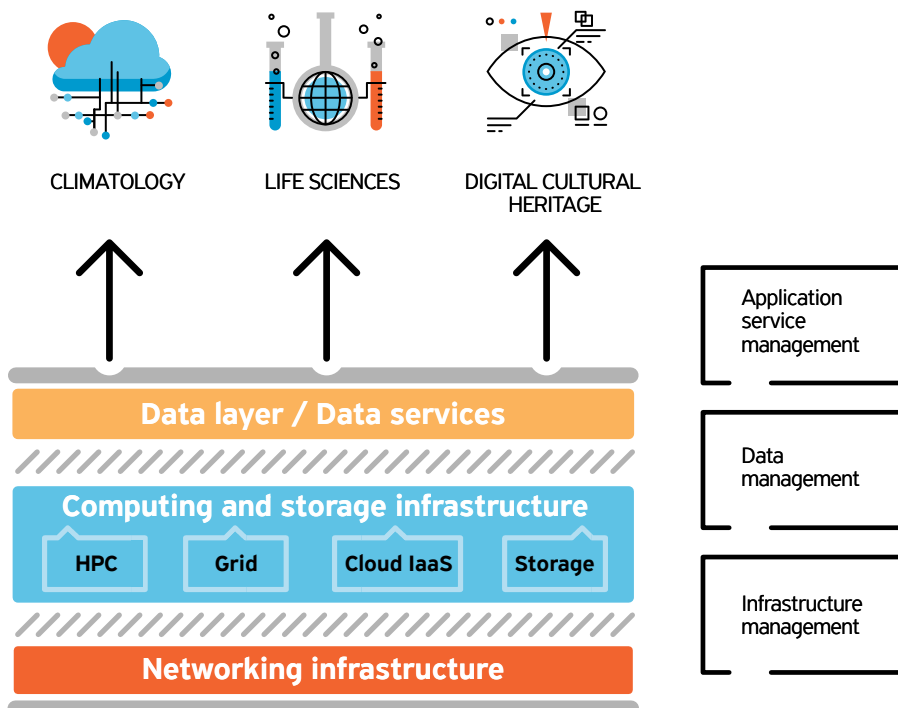 CLIMATOLOGY
LIFE SCIENCES
DIGITAL CULTURAL
HERITAGE
Data layer / Data services
Computing and storage infrastructure
HPC
Grid
Cloud IaaS
Storage
Networking infrastructure
Application
service
management
Data
management
Infrastructure
management